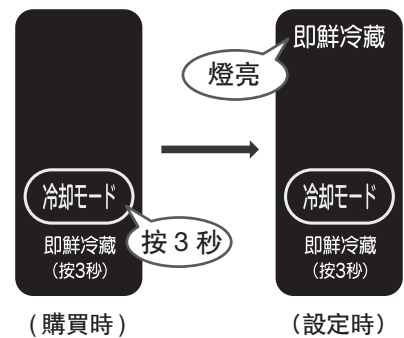 冷却モード
即鮮冷藏
(按3秒)
按3秒
(購買時)
即鮮冷藏
燈亮
冷却モード
即鮮冷藏
(按3秒)
(設定時)